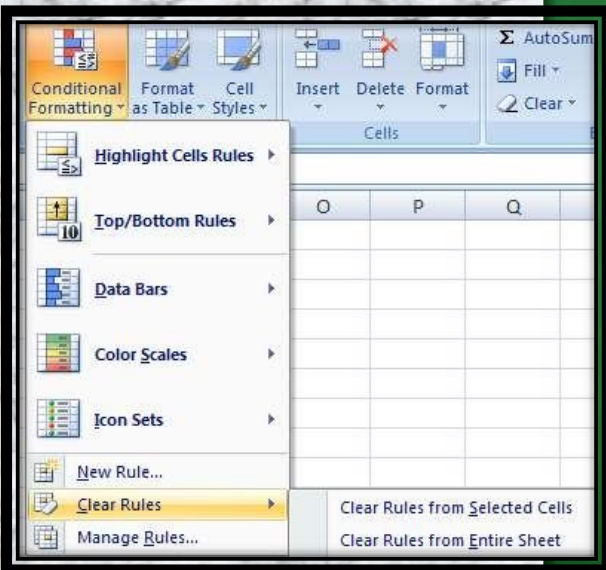 Conditional Formatting
Format as Table
Cell Styles
Insert
Delete
Format
Σ AutoSum
Fill
Clear
Cells
Highlight Cells Rules
Top/Bottom Rules
10
Data Bars
Color Scales
Icon Sets
New Rule...
Clear Rules
Manage Rules...
O P Q
Clear Rules from Selected Cells
Clear Rules from Entire Sheet